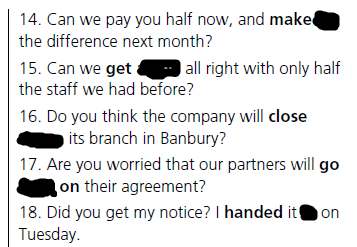 14. Can we pay you half now, and make
the difference next month?
15. Can we get all right with only half
the staff we had before?
16. Do you think the company will close
its branch in Banbury?
17. Are you worried that our partners will go
on their agreement?
18. Did you get my notice? I handed it on
Tuesday.